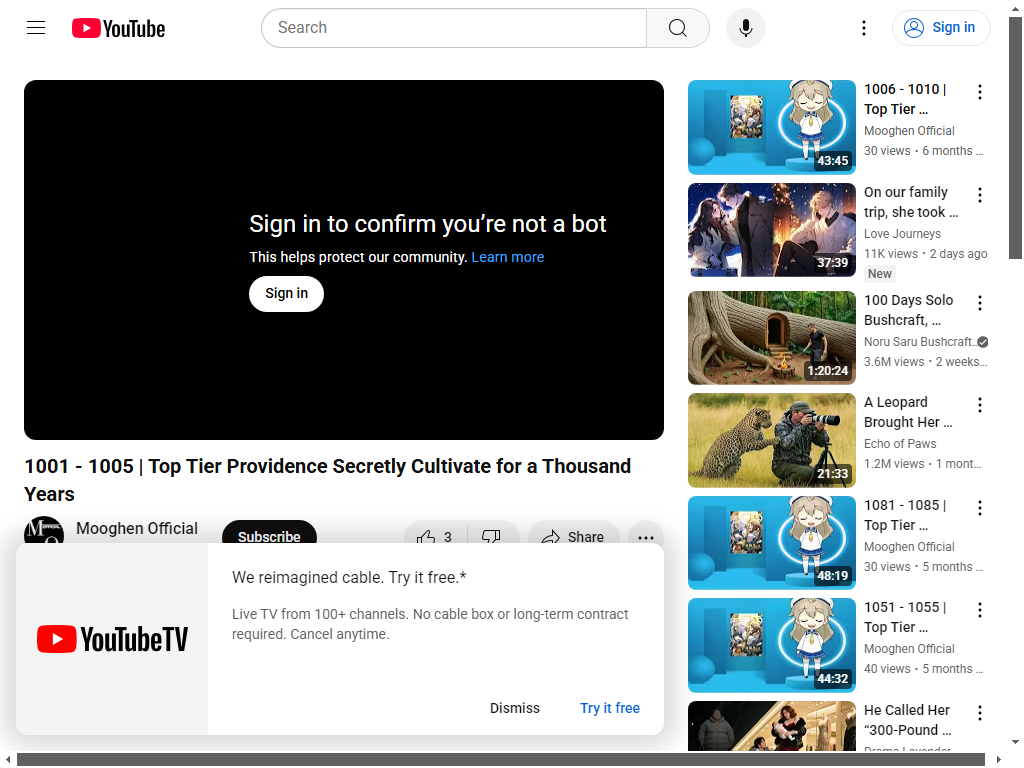 YouTube
Search
Sign in
Sign in to confirm you’re not a bot
This helps protect our community. Learn more
Sign in
1001 - 1005 | Top Tier Providence Secretly Cultivate for a Thousand
Years
Mooghen Official
Subscribe
3
Share
We reimagined cable. Try it free.*
Live TV from 100+ channels. No cable box or long-term contract
required. Cancel anytime.
YouTubeTV
Dismiss
Try it free
43:45
1006 - 1010 |
Top Tier ...
Mooghen Official
30 views • 6 months ...
37:39
On our family
trip, she took ...
Love Journeys
11K views • 2 days ago
New
1:20:24
100 Days Solo
Bushcraft, ...
Noru Saru Bushcraft...
3.6M views • 2 weeks...
21:33
A Leopard
Brought Her ...
Echo of Paws
1.2M views • 1 mont...
48:19
1081 - 1085 |
Top Tier ...
Mooghen Official
30 views • 5 months ...
44:32
1051 - 1055 |
Top Tier ...
Mooghen Official
40 views • 5 months ...
He Called Her
“300-Pound ...